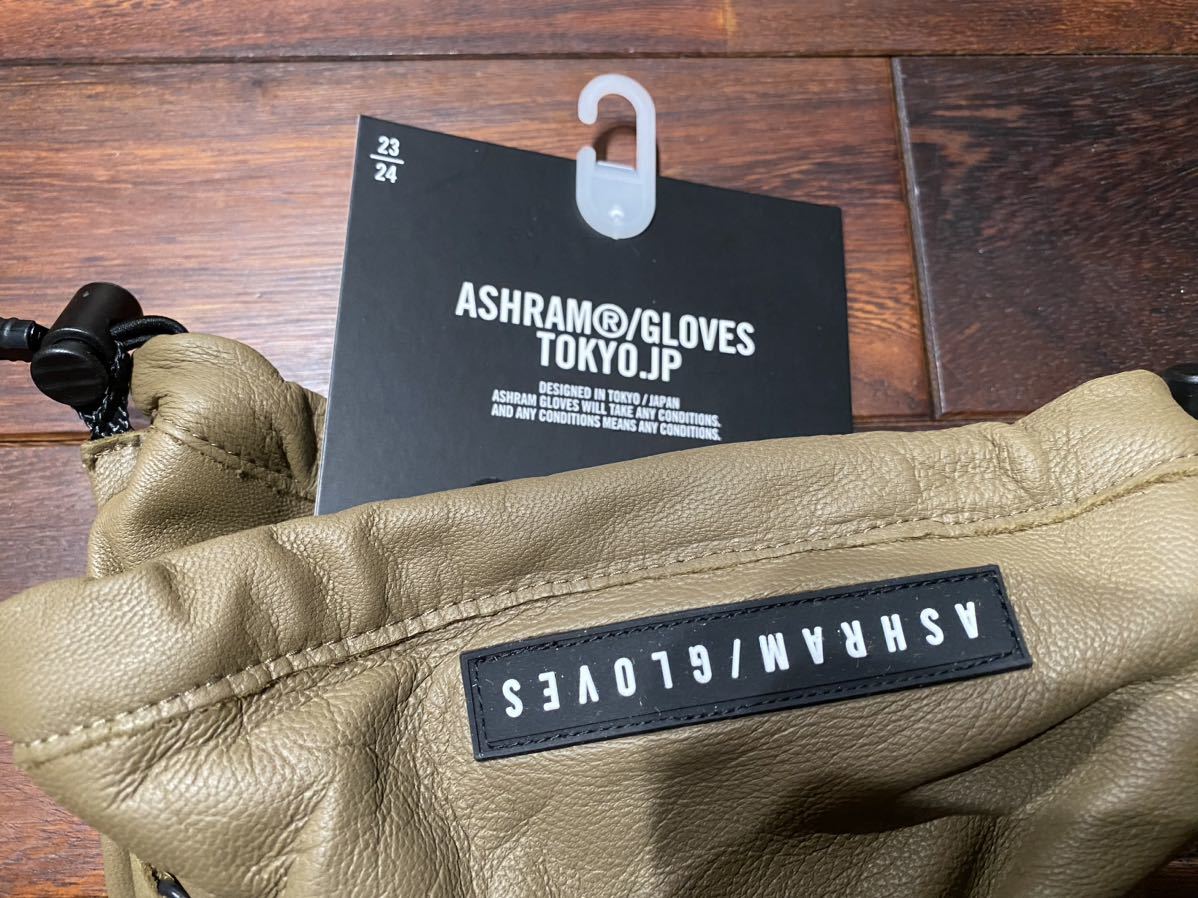 23
24
ASHRAM®/GLOVES
TOKYO.JP
DESIGNED IN TOKYO / JAPAN
ASHRAM GLOVES WILL TAKE ANY CONDITIONS.
AND ANY CONDITIONS MEANS ANY CONDITIONS.
ASHRAM/GLOVES